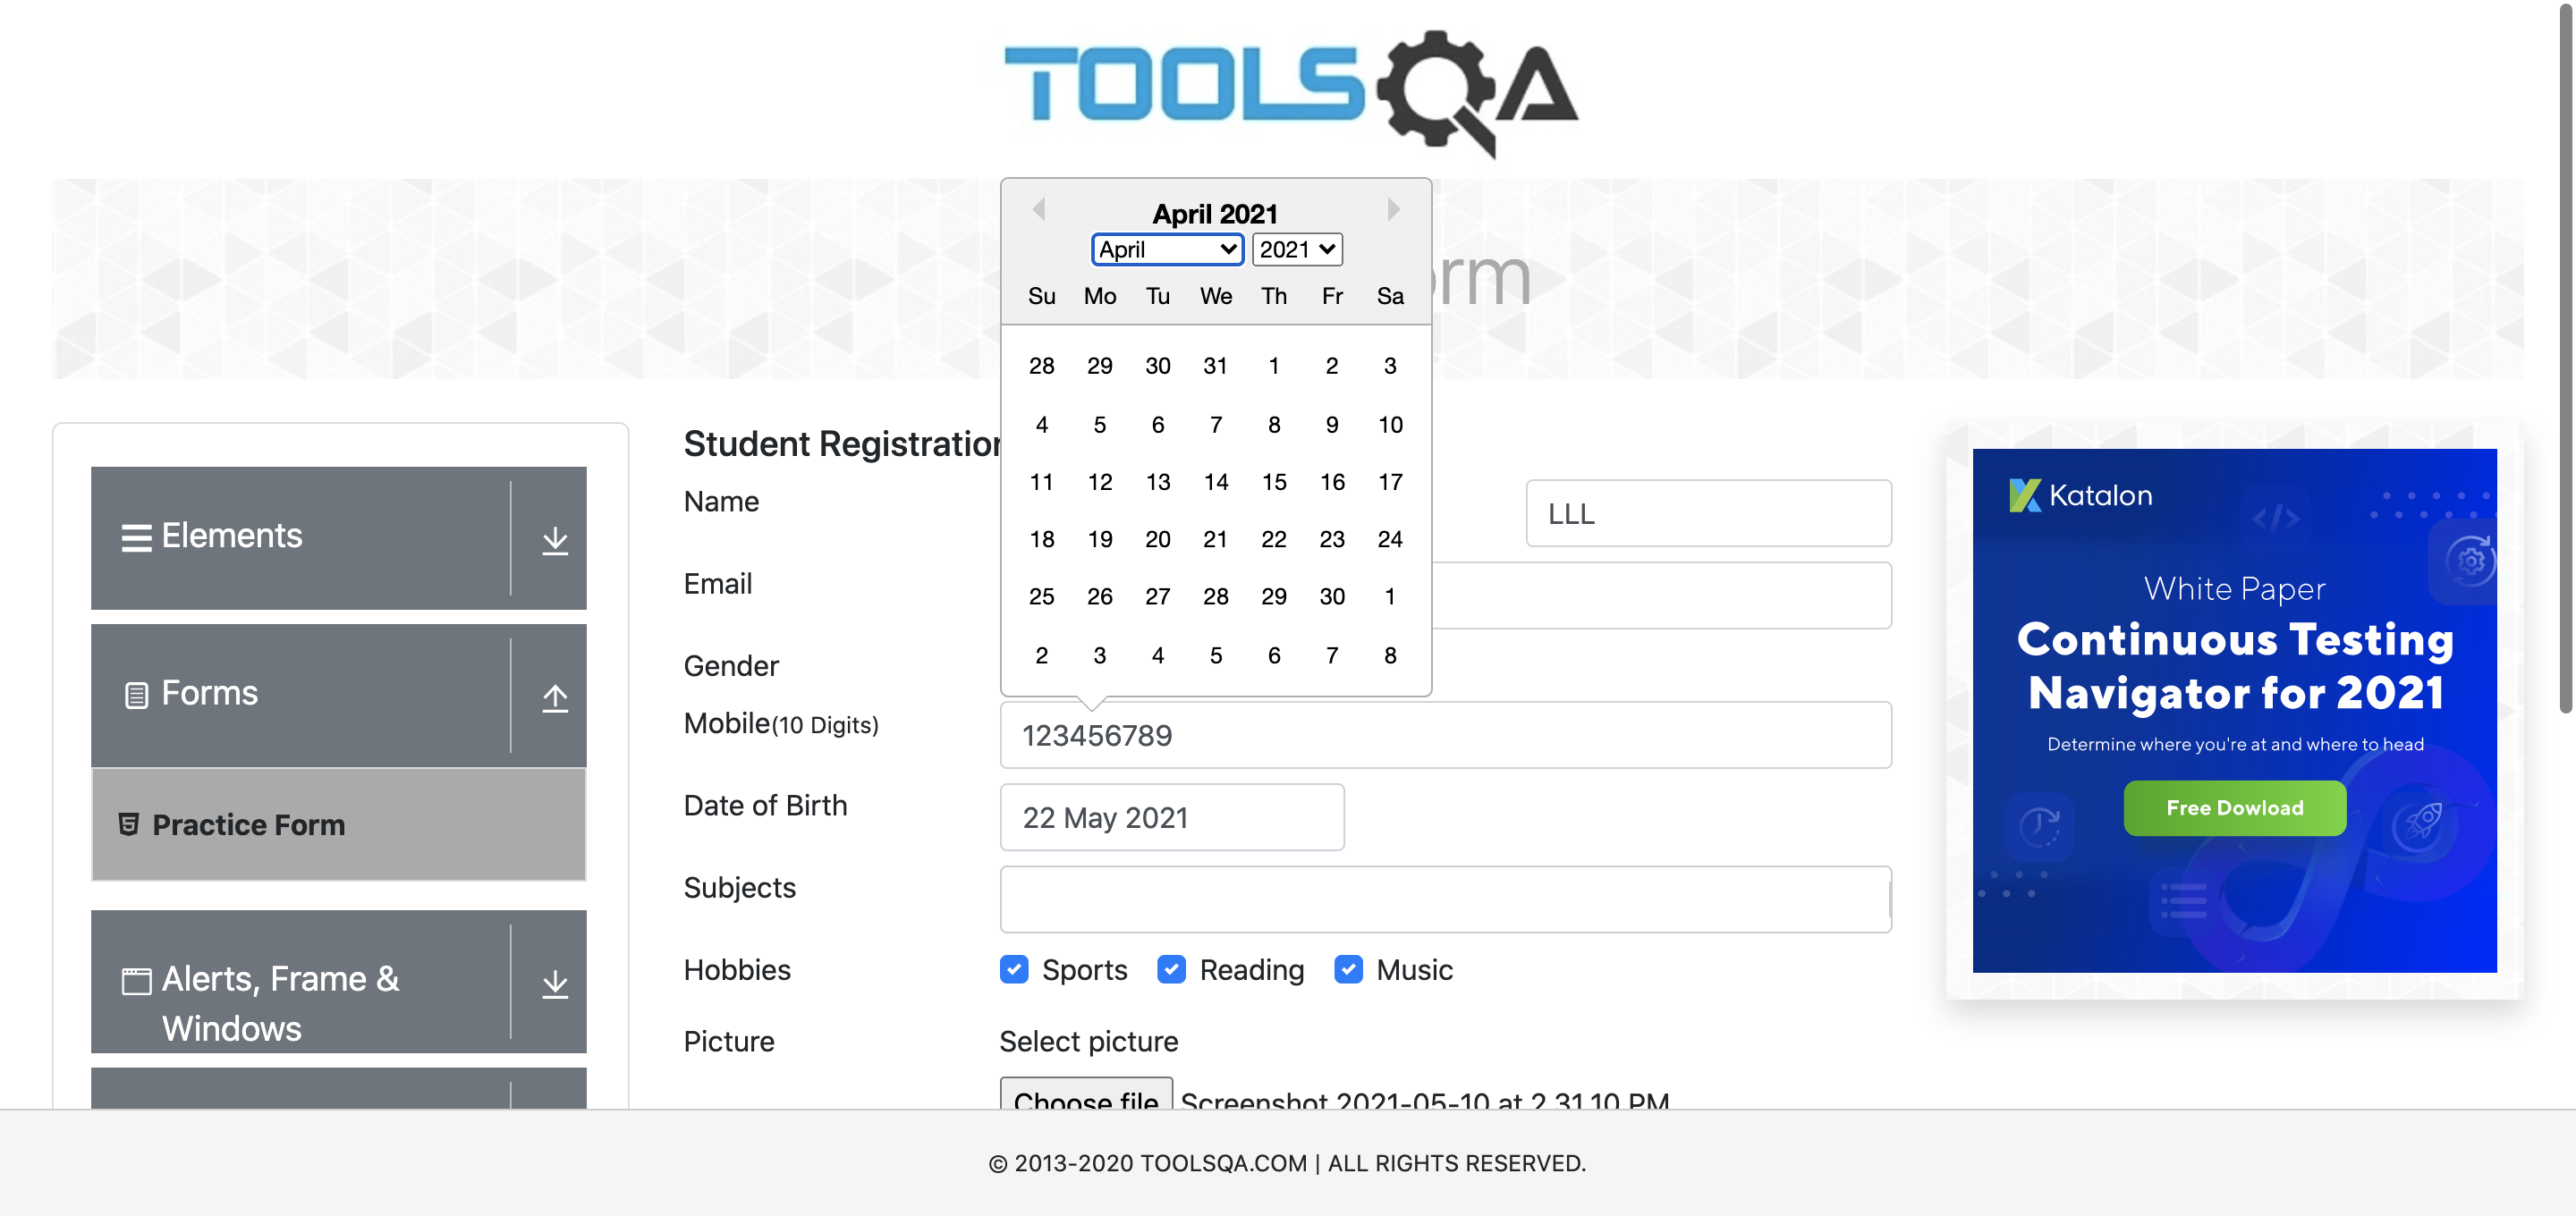 TOOLSQA
April 2021
April 2021
orm
Su Mo Tu We Th Fr Sa
28 29 30 31 1 2 3
4 5 6 7 8 9 10
11 12 13 14 15 16 17
18 19 20 21 22 23 24
25 26 27 28 29 30 1
2 3 4 5 6 7 8
Elements
Forms
Practice Form
Alerts, Frame &
Windows
Student Registration
Name
LLL
Email
Gender
Mobile(10 Digits)
123456789
Date of Birth
22 May 2021
Subjects
Hobbies
Sports Reading Music
Picture
Select picture
Choose file Screenshot 2021-05-10 at 2.31.10 PM
Katalon
</>
White Paper
Continuous Testing
Navigator for 2021
Determine where you're at and where to head
Free Dowload
© 2013-2020 TOOLSQA.COM | ALL RIGHTS RESERVED.